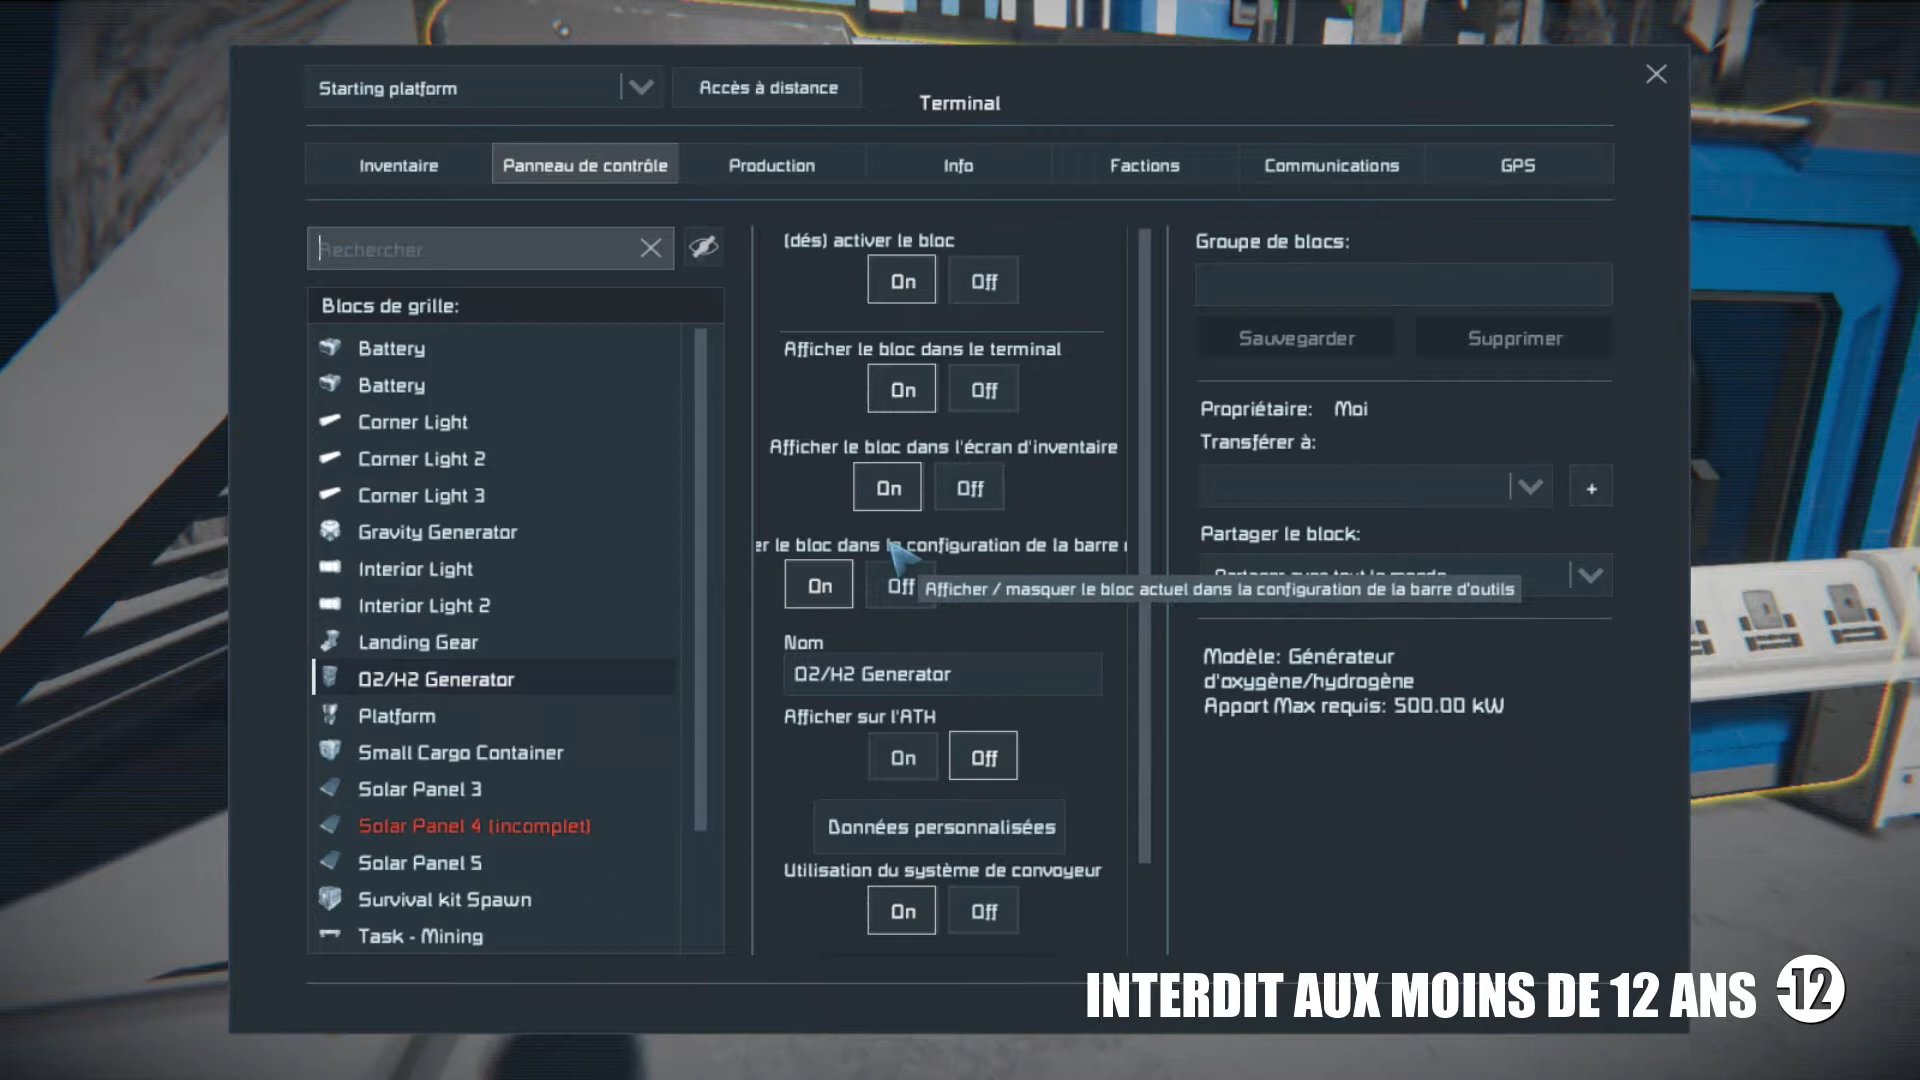 Starting platform
Accès à distance
Terminal
Inventaire
Panneau de contrôle
Production
Info
Factions
Communications
GPS
Rechercher
Blocs de grille:
Battery
Battery
Corner Light
Corner Light 2
Corner Light 3
Gravity Generator
Interior Light
Interior Light 2
Landing Gear
O2/H2 Generator
Platform
Small Cargo Container
Solar Panel 3
Solar Panel 4 (incomplet)
Solar Panel 5
Survival kit Spawn
Task - Mining
(dés) activer le bloc
On Off
Afficher le bloc dans le terminal
On Off
Afficher le bloc dans l'écran d'inventaire
On Off
er le bloc dans la configuration de la barre
On Off
Afficher / masquer le bloc actuel dans la configuration de la barre d'outils
Nom
O2/H2 Generator
Afficher sur l'ATH
On Off
Données personnalisées
Utilisation du système de convoyeur
On Off
Groupe de blocs:
Sauvegarder
Supprimer
Propriétaire: Moi
Transférer à:
+
Partager le block:
Partager avec tout le monde
Modèle: Générateur
d'oxygène/hydrogène
Apport Max requis: 500.00 kW
INTERDIT AUX MOINS DE 12 ANS -12